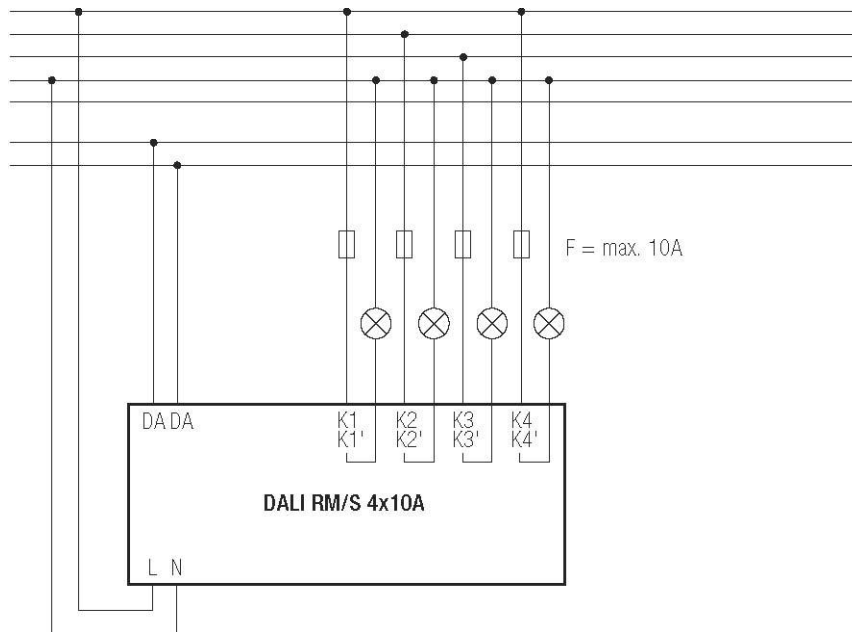 F = max. 10A
DA DA K1 K2 K3 K4
K1' K2' K3' K4'
DALI RM/S 4x10A
L N